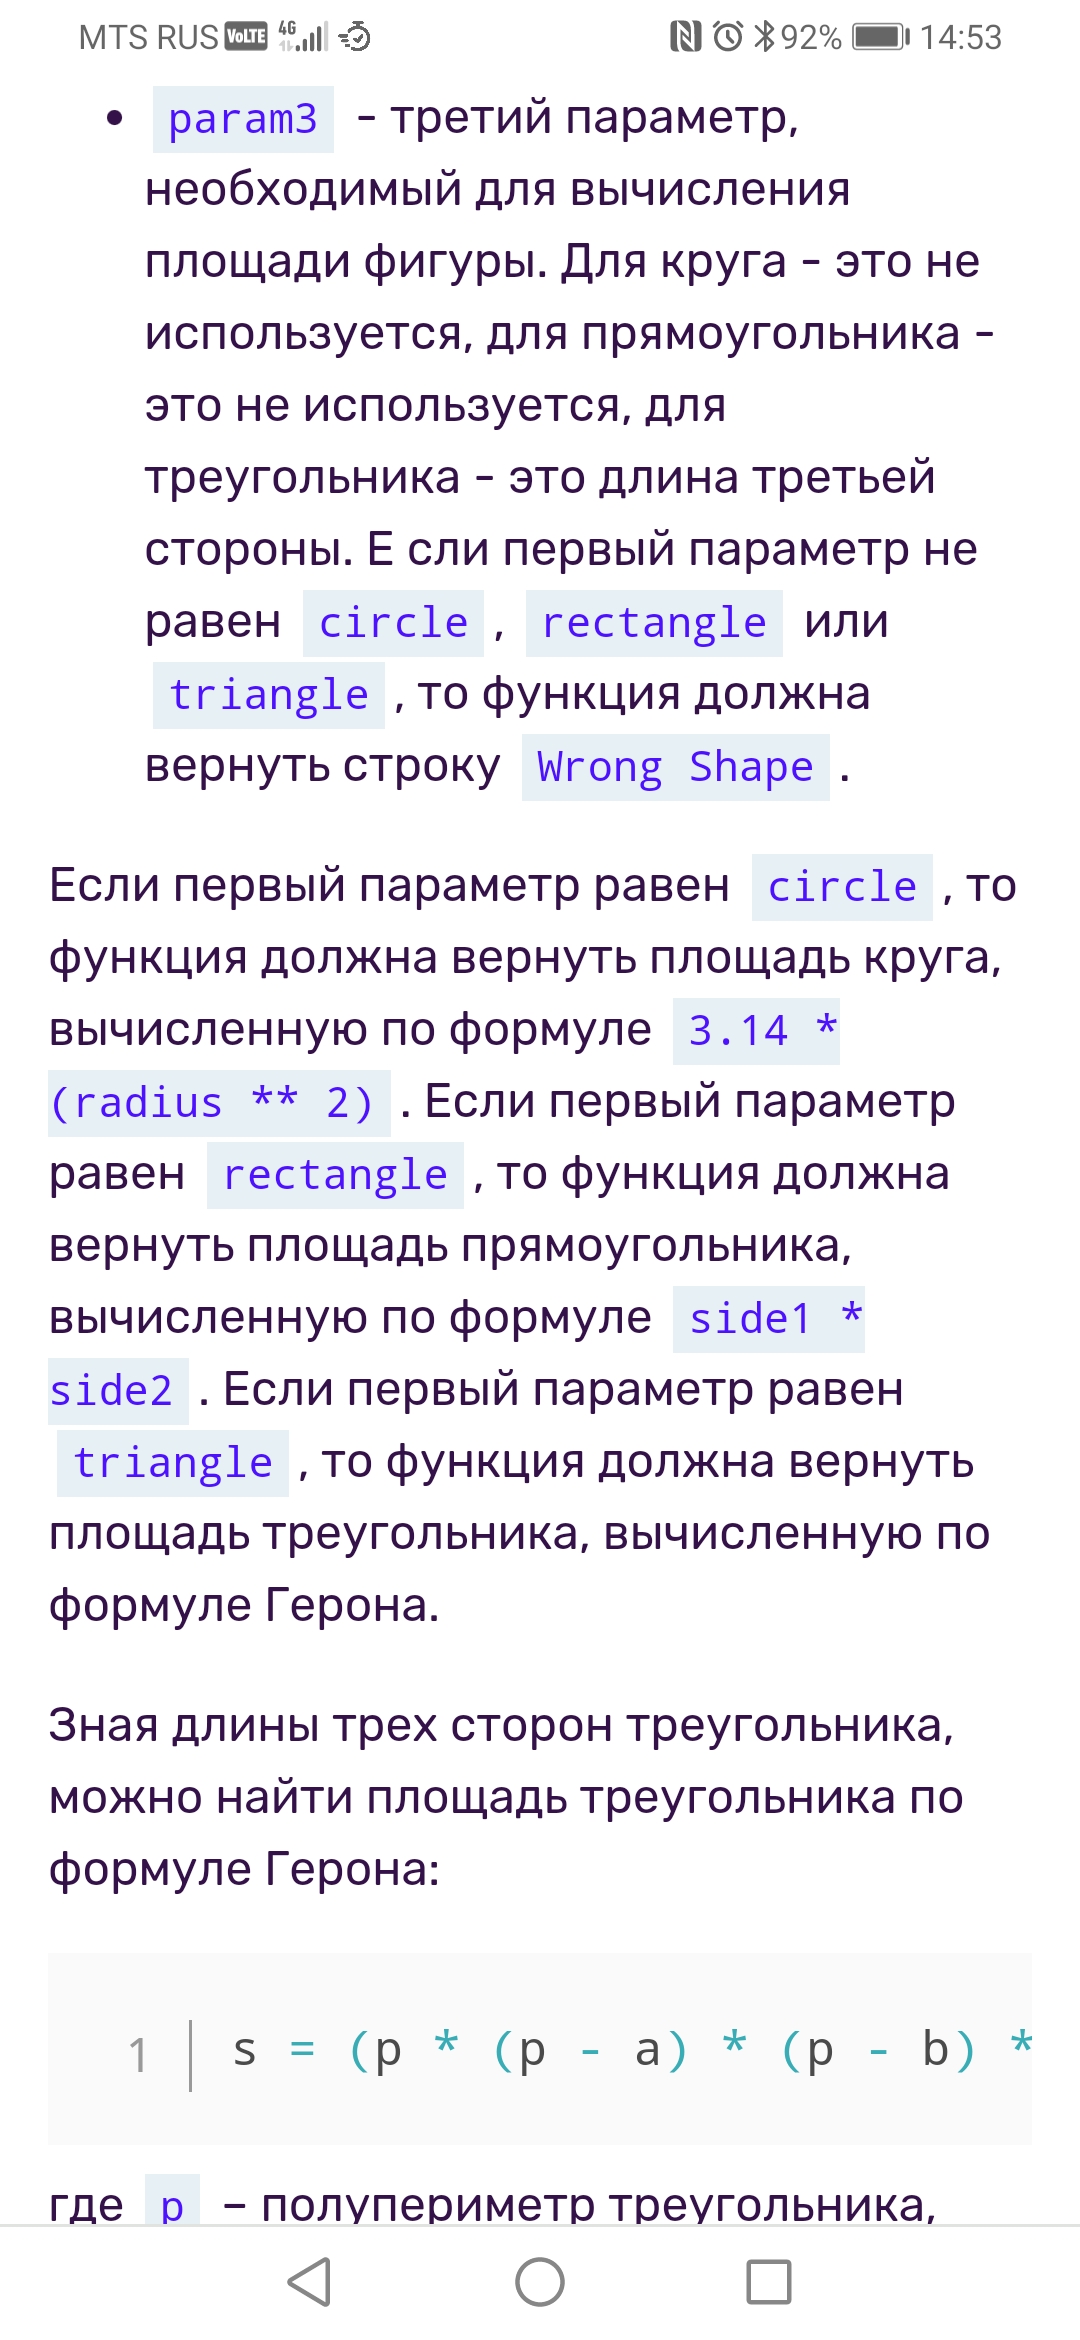 MTS RUS VoLTE 4G 92% 14:53
• param3 - третий параметр,
необходимый для вычисления
площади фигуры. Для круга - это не
используется, для прямоугольника -
это не используется, для
треугольника - это длина третьей
стороны. Е сли первый параметр не
равен circle , rectangle или
triangle , то функция должна
вернуть строку Wrong Shape .
Если первый параметр равен circle , то
функция должна вернуть площадь круга,
вычисленную по формуле 3.14 *
(radius ** 2) . Если первый параметр
равен rectangle , то функция должна
вернуть площадь прямоугольника,
вычисленную по формуле side1 *
side2 . Если первый параметр равен
triangle , то функция должна вернуть
площадь треугольника, вычисленную по
формуле Герона.
Зная длины трех сторон треугольника,
можно найти площадь треугольника по
формуле Герона:
1 s = (p * (p - a) * (p - b) *
где p – полупериметр треугольника,